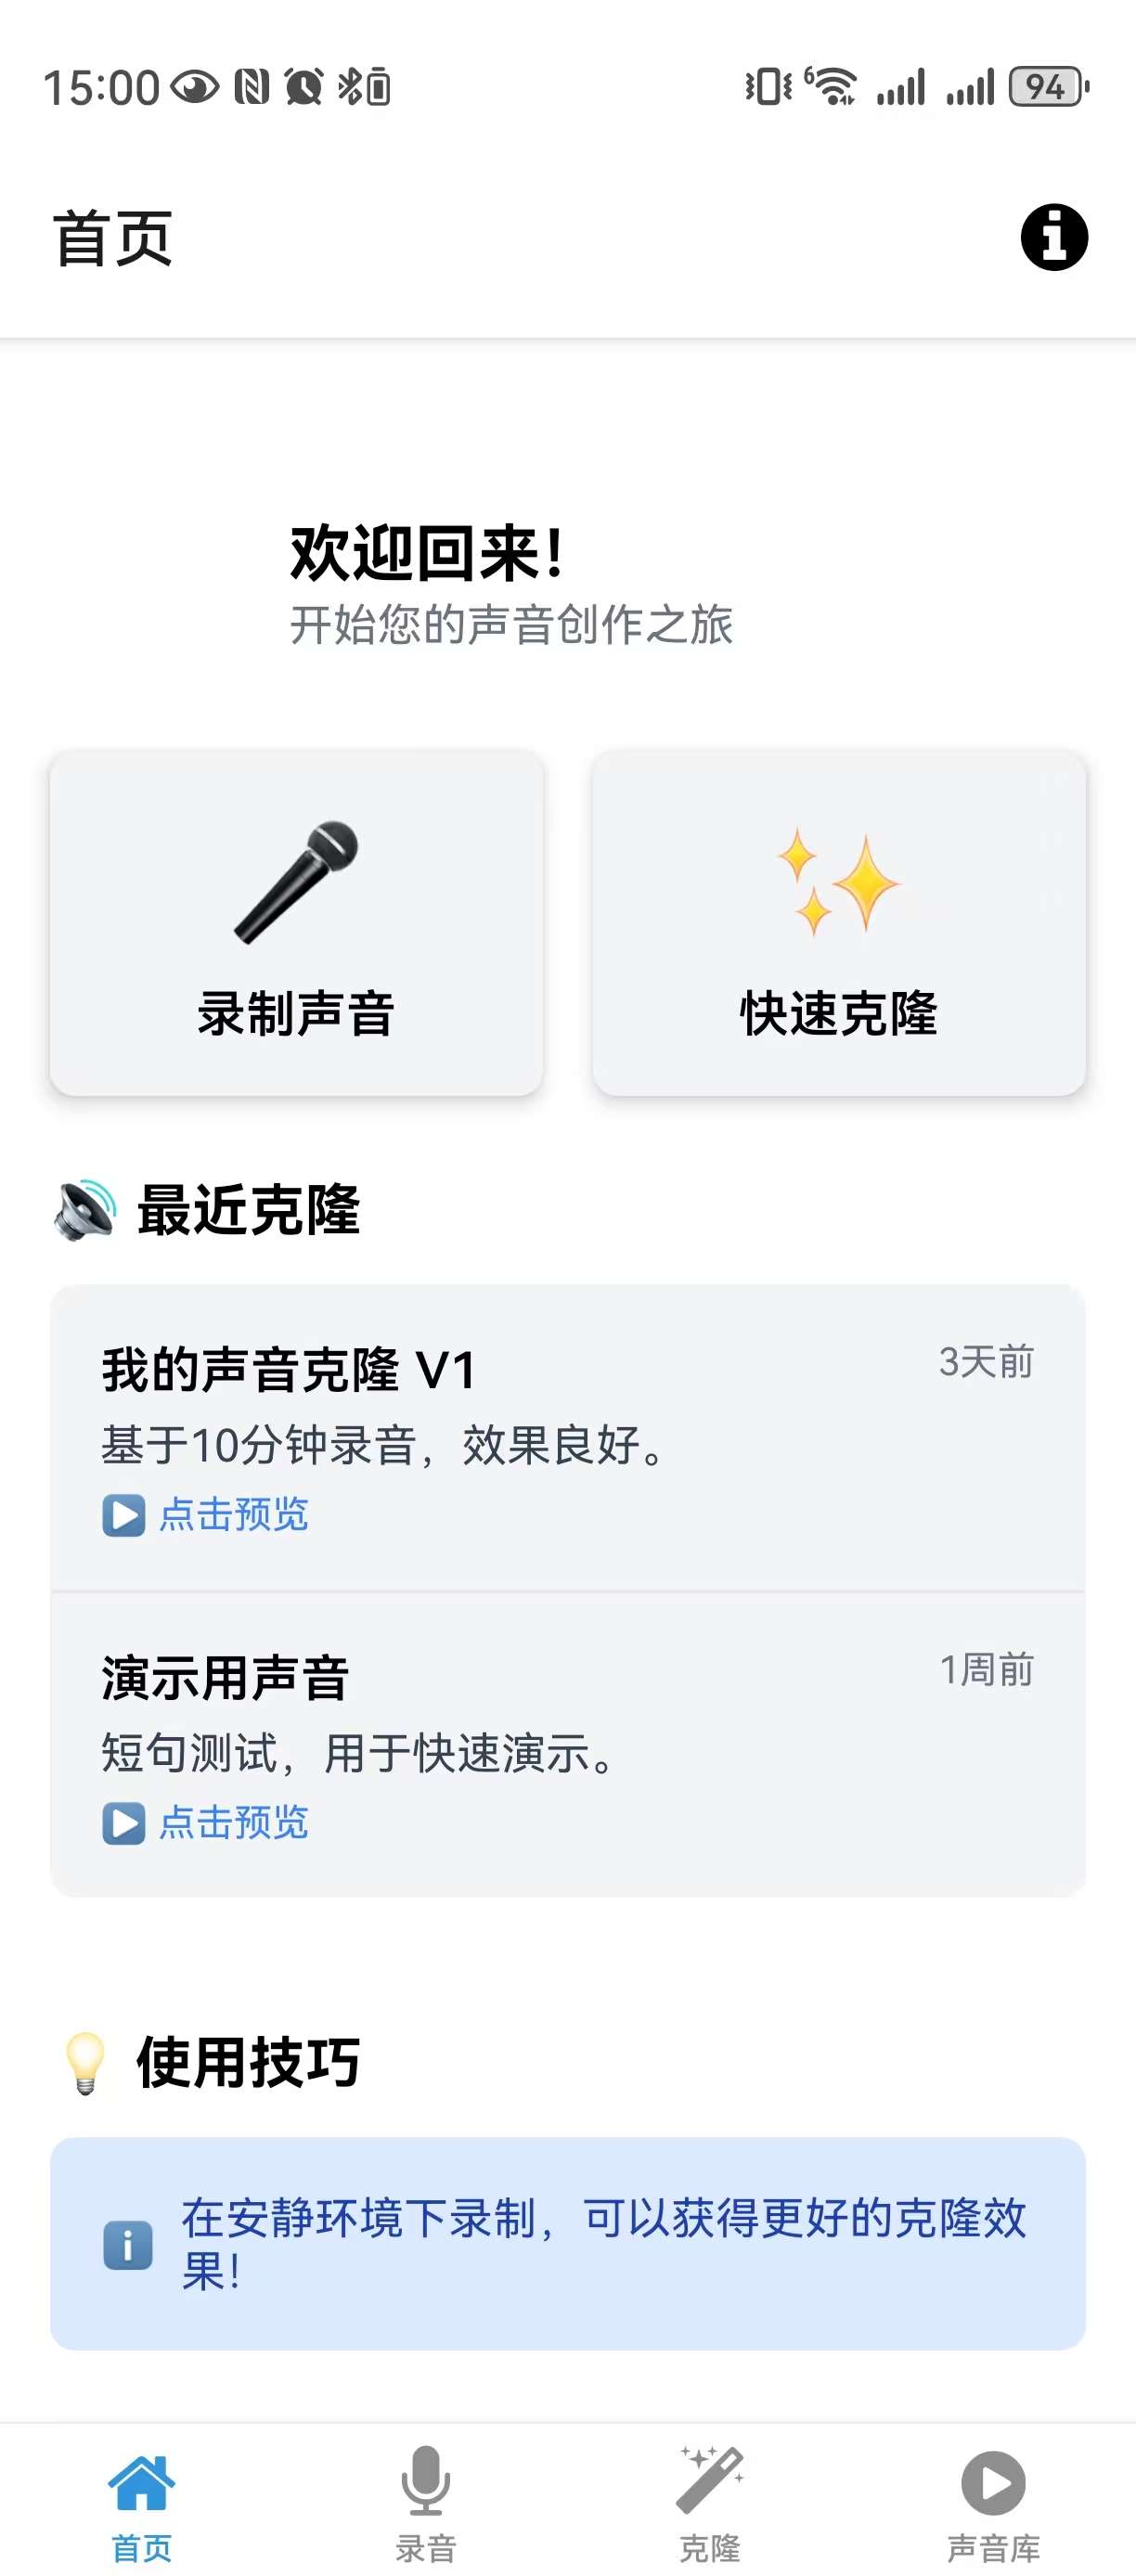 15:00
6
94
首页
欢迎回来！
开始您的声音创作之旅
录制声音
快速克隆
最近克隆
我的声音克隆 V1
3天前
基于10分钟录音，效果良好。
点击预览
演示用声音
1周前
短句测试，用于快速演示。
点击预览
使用技巧
在安静环境下录制，可以获得更好的克隆效
果！
首页
录音
克隆
声音库